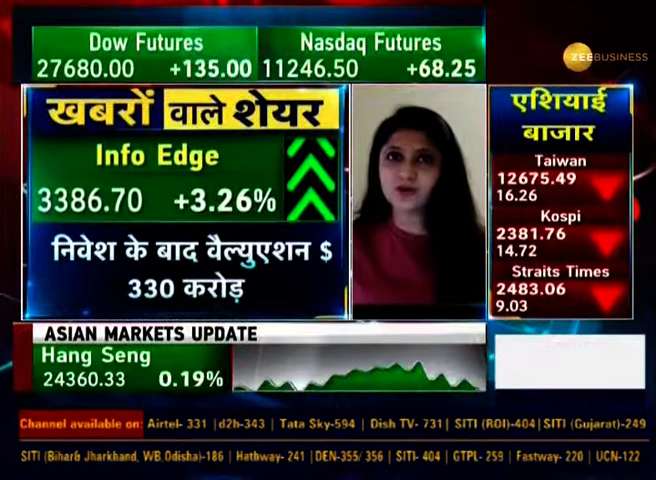 Dow Futures
27680.00 +135.00
Nasdaq Futures
11246.50 +68.25
ZEEBUSINESS
खबरों वाले शेयर
Info Edge
3386.70 +3.26%
निवेश के बाद वैल्युएशन $
330 करोड़
एशियाई
बाजार
Taiwan
12675.49
16.26
Kospi
2381.76
14.72
Straits Times
2483.06
9.03
ASIAN MARKETS UPDATE
Hang Seng
24360.33 0.19%
Channel available on: Airtel- 331 |d2h-343 | Tata Sky-594 | Dish TV- 731| SITI (ROI)-404|SITI (Gujarat)-249
SITI (Bihar& Jharkhand, WB,Odisha)-186 | Hathway- 241 |DEN-355/ 356 | SITI- 404 | GTPL- 259 | Fastway- 220 | UCN-122